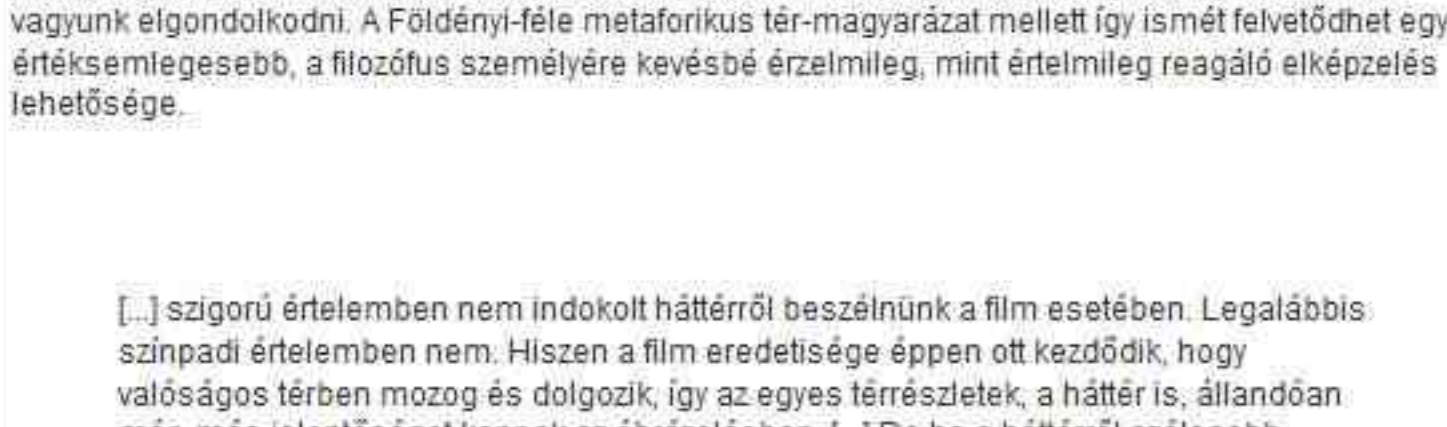 vagyunk elgondolkodni. A Földényi-féle metaforikus tér-magyarázat mellett így ismét felvetődhet egy
értéksemlegesebb, a filozófus személyére kevésbé érzelmileg, mint értelmileg reagáló elképzelés
lehetősége.
[...] szigorú értelemben nem indokolt háttérről beszélnünk a film esetében. Legalábbis
színpadi értelemben nem. Hiszen a film eredetisége éppen ott kezdődik, hogy
valóságos térben mozog és dolgozik, így az egyes térrészletek, a háttér is, állandóan